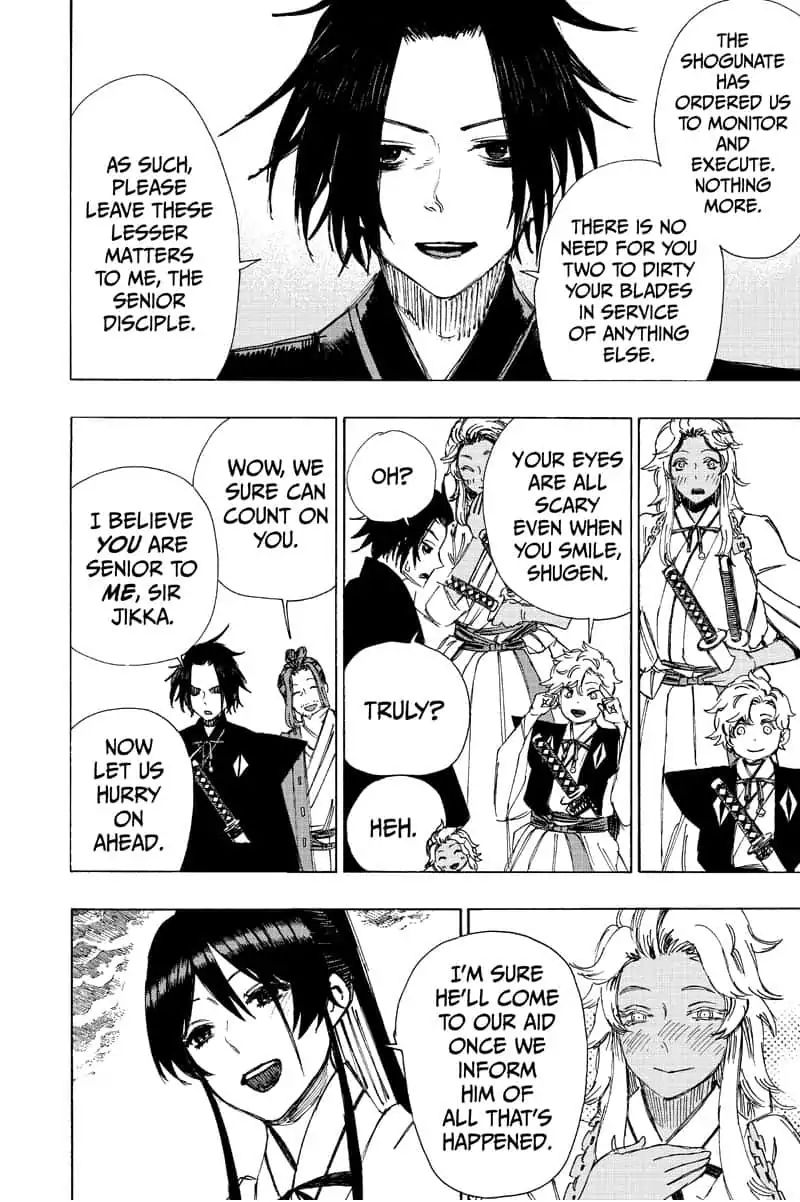 THE
SHOGUNATE
HAS
ORDERED US
TO MONITOR
AND
EXECUTE.
NOTHING
MORE.
THERE IS NO
NEED FOR YOU
TWO TO DIRTY
YOUR BLADES
IN SERVICE
OF ANYTHING
ELSE.
AS SUCH,
PLEASE
LEAVE THESE
LESSER
MATTERS
TO ME, THE
SENIOR
DISCIPLE.
YOUR EYES
ARE ALL
SCARY
EVEN WHEN
YOU SMILE,
SHUGEN.
OH?
TRULY?
HEH.
WOW, WE
SURE CAN
COUNT ON
YOU.
I BELIEVE
YOU ARE
SENIOR TO
ME, SIR
JIKKA.
NOW
LET US
HURRY
ON
AHEAD.
I'M SURE
HE'LL COME
TO OUR AID
ONCE WE
INFORM
HIM OF
ALL THAT'S
HAPPENED.